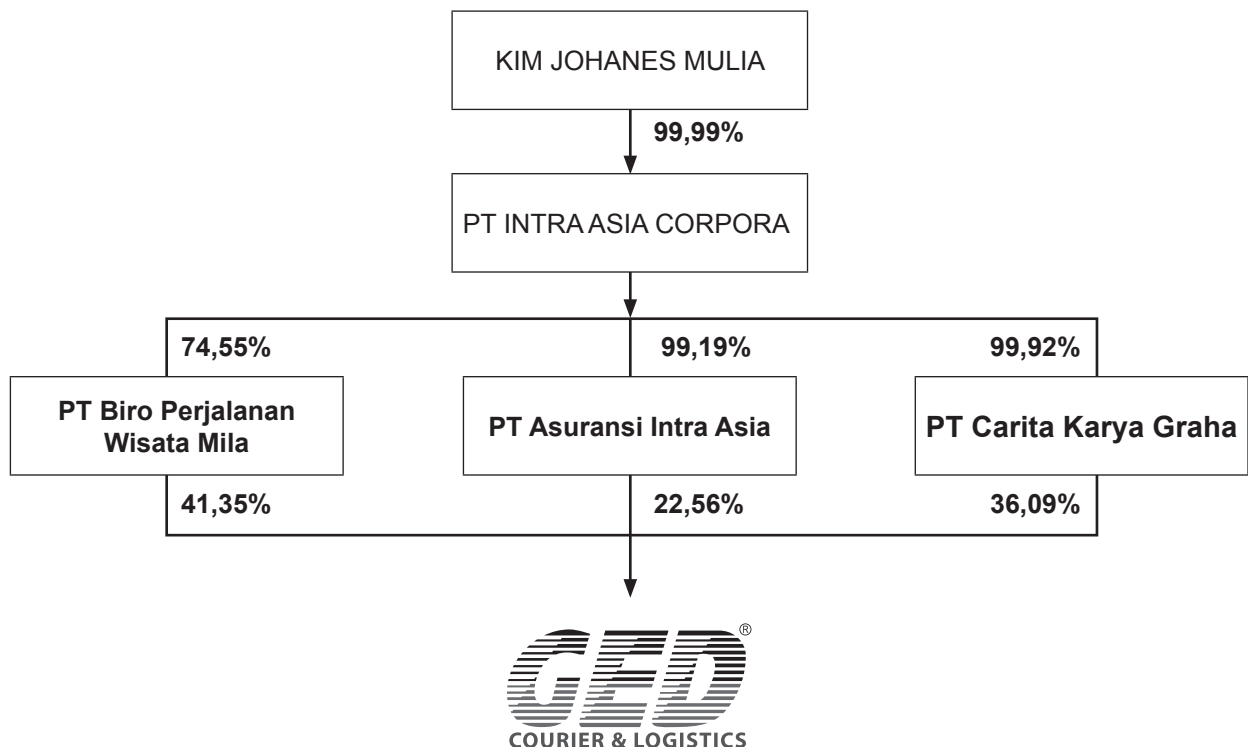 KIM JOHANES MULIA
99,99%
PT INTRA ASIA CORPORA
74,55%
99,19%
99,92%
PT Biro Perjalanan
Wisata Mila
PT Asuransi Intra Asia
PT Carita Karya Graha
41,35%
22,56%
36,09%
GED®
COURIER & LOGISTICS